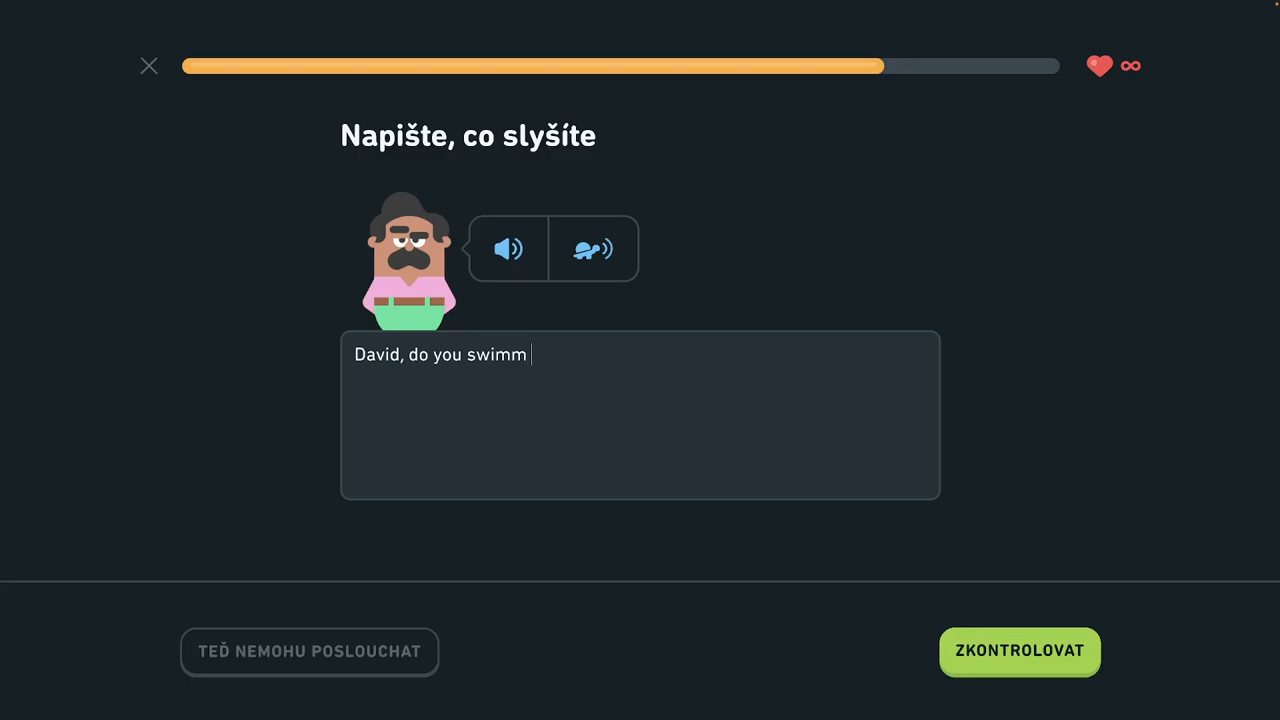 ∞
Napište, co slyšíte
David, do you swimm
TEĎ NEMOHU POSLOUCHAT
ZKONTROLOVAT